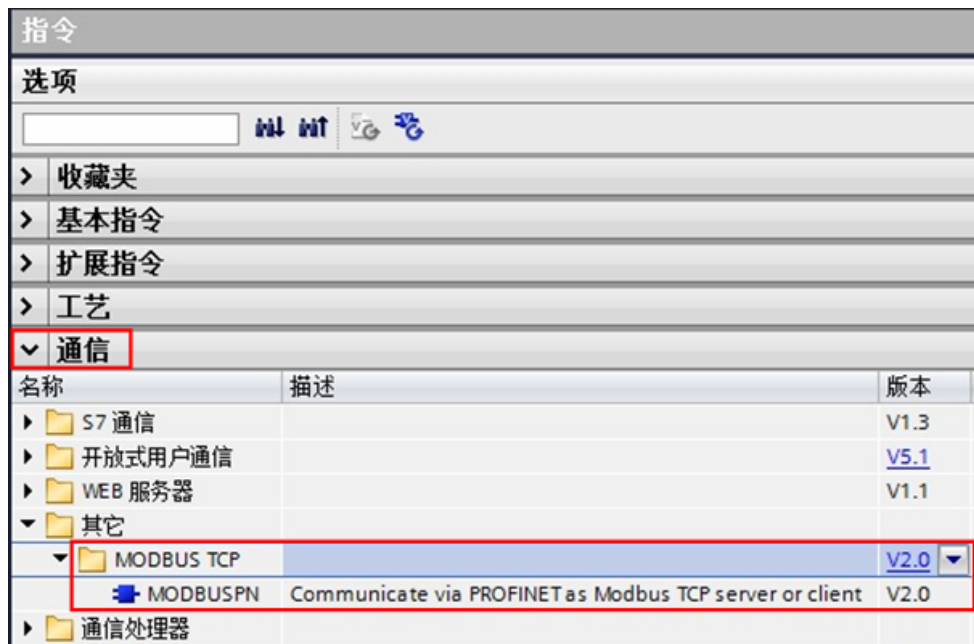 指令
选项
收藏夹
基本指令
扩展指令
工艺
通信
名称 描述 版本
S7 通信 V1.3
开放式用户通信 V5.1
WEB 服务器 V1.1
其它
MODBUS TCP V2.0
MODBUSPN Communicate via PROFINET as Modbus TCP server or client V2.0
通信处理器